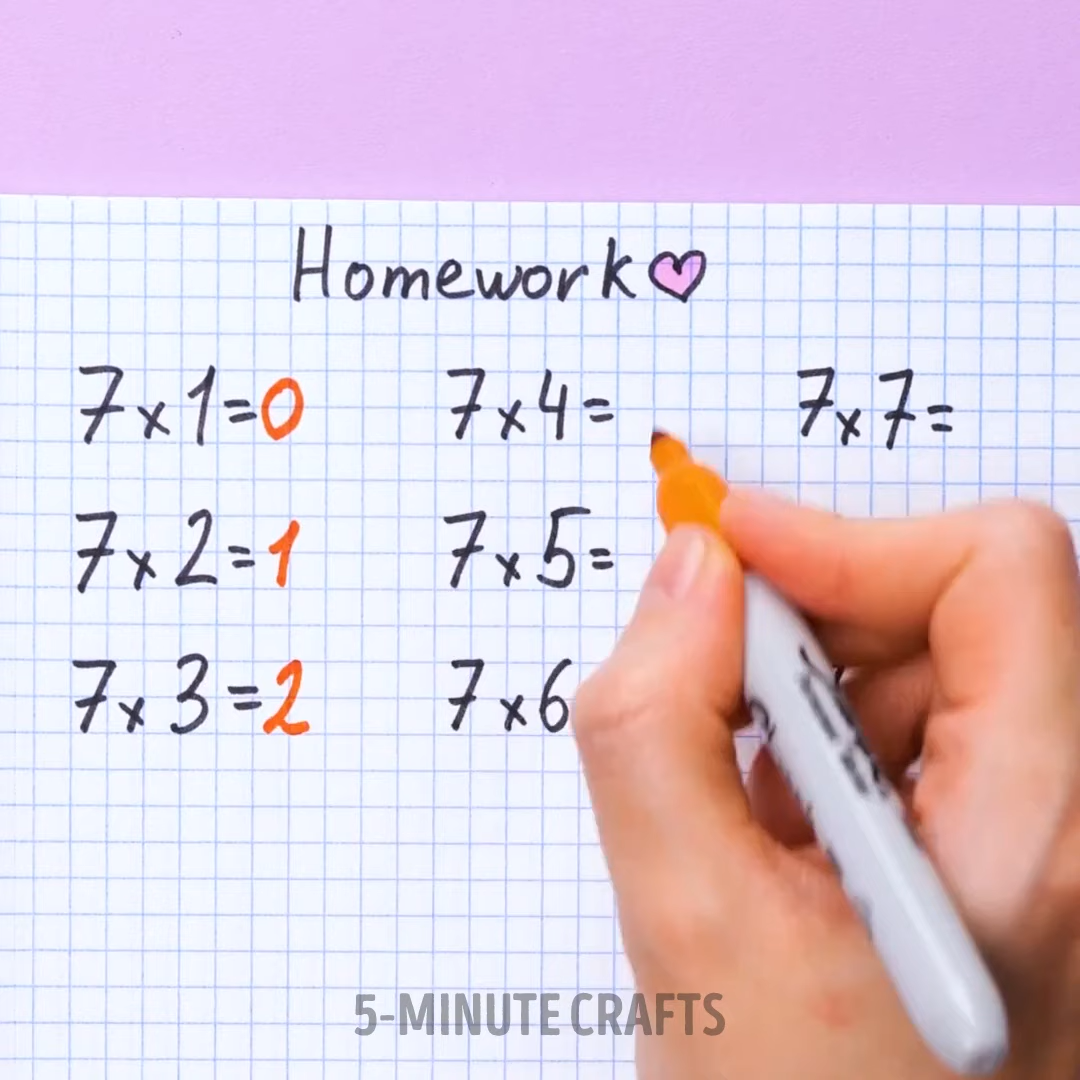 Homework
7x1=0 7x4= 7x7=
7x2=1 7x5=
7x3=2 7x6
5-MINUTE CRAFTS